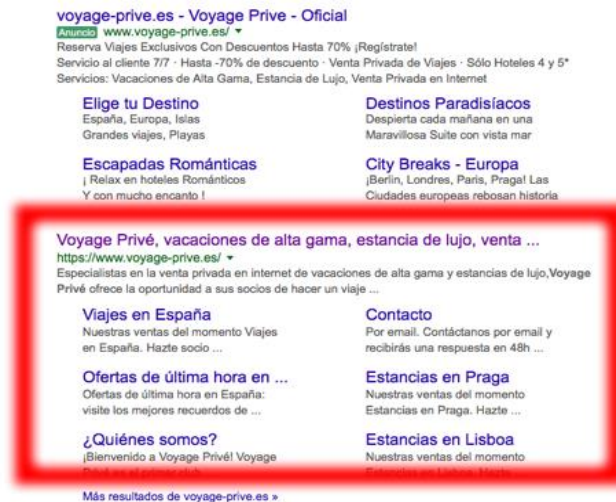 voyage-prive.es - Voyage Prive - Oficial
Anuncio www.voyage-prive.es/
Reserva Viajes Exclusivos Con Descuentos Hasta 70% ¡Regístrate!
Servicio al cliente 7/7 · Hasta -70% de descuento · Venta Privada de Viajes · Sólo Hoteles 4 y 5*
Servicios: Vacaciones de Alta Gama, Estancia de Lujo, Venta Privada en Internet
Elige tu Destino
España, Europa, Islas
Grandes viajes, Playas
Destinos Paradisíacos
Despierta cada mañana en una
Maravillosa Suite con vista mar
Escapadas Románticas
¡ Relax en hoteles Románticos
Y con mucho encanto !
City Breaks - Europa
¡Berlin, Londres, Paris, Praga! Las
Ciudades europeas rebosan historia
Voyage Privé, vacaciones de alta gama, estancia de lujo, venta ...
https://www.voyage-prive.es/
Especialistas en la venta privada en internet de vacaciones de alta gama y estancias de lujo,Voyage
Privé ofrece la oportunidad a sus socios de hacer un viaje ...
Viajes en España
Nuestras ventas del momento Viajes
en España. Hazte socio ...
Contacto
Por email. Contáctanos por email y
recibirás una respuesta en 48h ...
Ofertas de última hora en ...
Ofertas de última hora en España:
visite los mejores recuerdos de ...
Estancias en Praga
Nuestras ventas del momento
Estancias en Praga. Hazte ...
¿Quiénes somos?
¡Bienvenido a Voyage Privé! Voyage
Privé es el primer club
Estancias en Lisboa
Nuestras ventas del momento
Estancias en Lisboa. Hazte ...
Más resultados de voyage-prive.es »